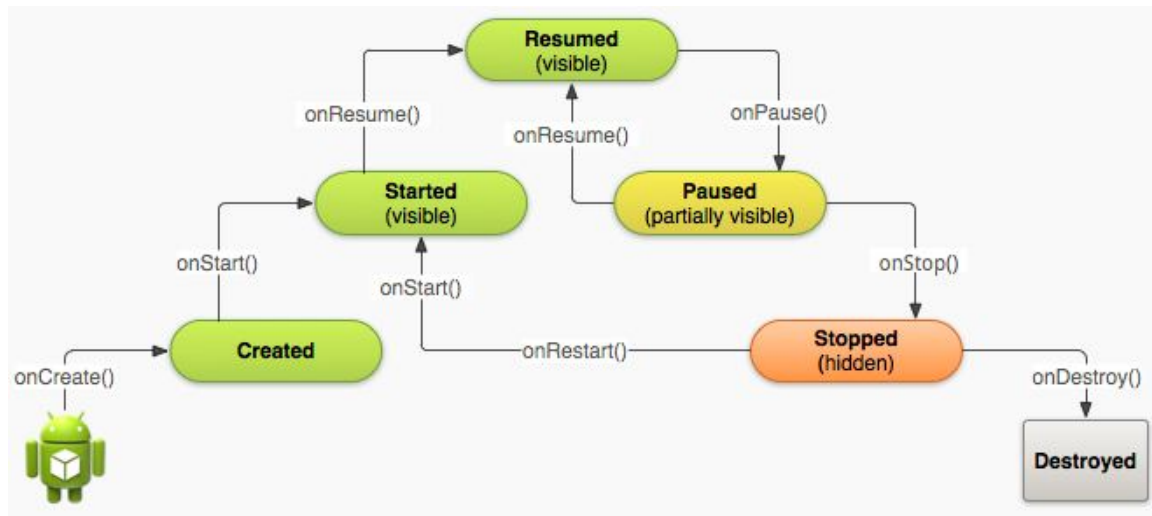 Resumed
(visible)
onResume()
onResume()
onPause()
Started
(visible)
Paused
(partially visible)
onStart()
onStart()
onStop()
Created
onRestart()
Stopped
(hidden)
onCreate()
onDestroy()
Destroyed